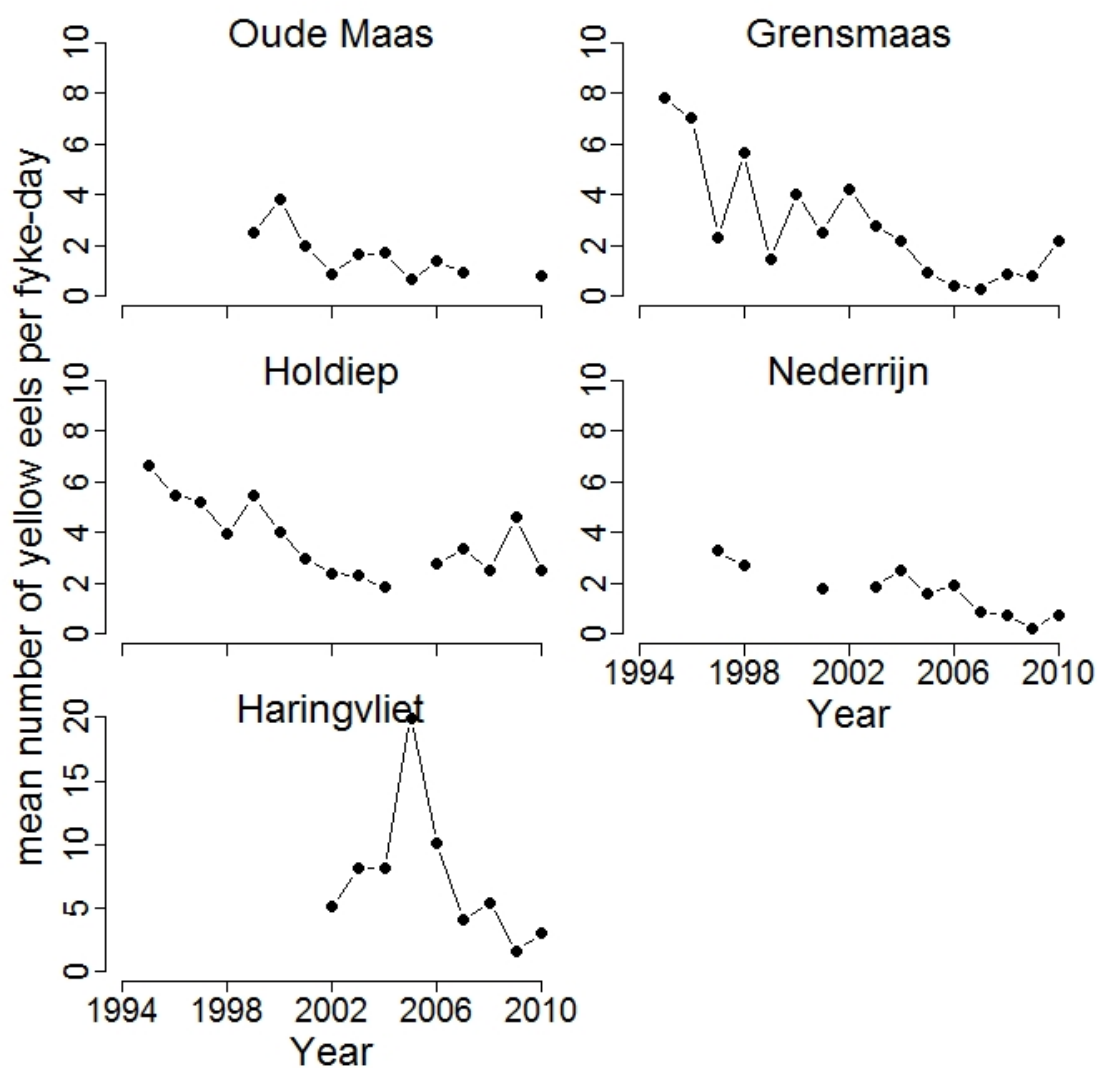 mean number of yellow eels per fyke-day
Oude Maas
10
8
6
4
2
0
Grensmaas
10
8
6
4
2
0
Holdiep
10
8
6
4
2
0
Nederrijn
10
8
6
4
2
0
1994 1998 2002 2006 2010
Year
Haringvliet
20
15
10
5
0
1994 1998 2002 2006 2010
Year